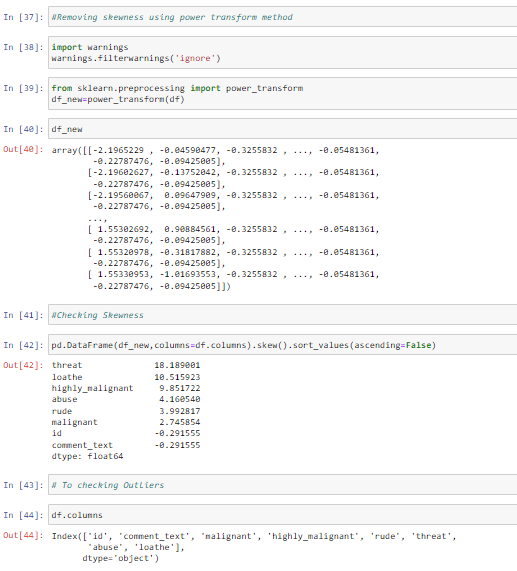 In [37]: #Removing skewness using power transform method
In [38]: import warnings
warnings.filterwarnings('ignore')
In [39]: from sklearn.preprocessing import power_transform
df_new=power_transform(df)
In [40]: df_new
Out[40]: array([[-2.1965229 , -0.04590477, -0.3255832 , ..., -0.05481361,
-0.22787476, -0.09425005],
[-2.19602627, -0.13752042, -0.3255832 , ..., -0.05481361,
-0.22787476, -0.09425005],
[-2.19560067,  0.09647909, -0.3255832 , ..., -0.05481361,
-0.22787476, -0.09425005],
...,
[ 1.55302692,  0.90884561, -0.3255832 , ..., -0.05481361,
-0.22787476, -0.09425005],
[ 1.55320978, -0.31817882, -0.3255832 , ..., -0.05481361,
-0.22787476, -0.09425005],
[ 1.55330953, -1.01693553, -0.3255832 , ..., -0.05481361,
-0.22787476, -0.09425005]])
In [41]: #Checking Skewness
In [42]: pd.DataFrame(df_new,columns=df.columns).skew().sort_values(ascending=False)
Out[42]: threat 18.189001
loathe 10.515923
highly_malignant 9.851722
abuse 4.160540
rude 3.992817
malignant 2.745854
id -0.291555
comment_text -0.291555
dtype: float64
In [43]: # To checking Outliers
In [44]: df.columns
Out[44]: Index(['id', 'comment_text', 'malignant', 'highly_malignant', 'rude', 'threat',
'abuse', 'loathe'],
dtype='object')